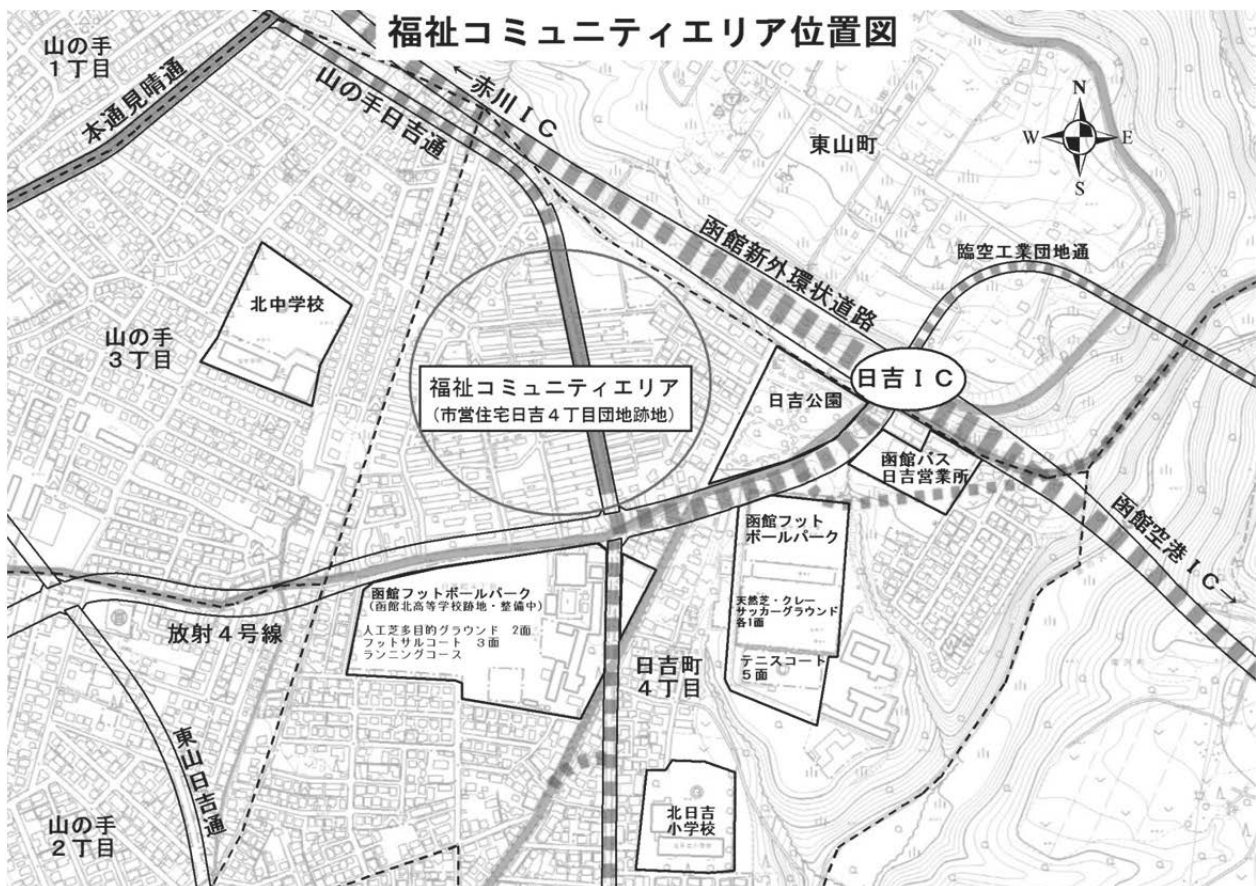 福祉コミュニティエリア位置図
山の手
1丁目
本通見晴通
山の手日吉通
←赤川IC
東山町
N
W
E
S
函館新外環状道路
臨空工業団地通
北中学校
山の手
3丁目
福祉コミュニティエリア
(市営住宅日吉4丁目団地跡地)
日吉公園
日吉IC
函館バス
日吉営業所
函館空港IC→
函館フット
ボールパーク
天然芝・クレー
サッカーグラウンド
各1面
テニスコート
5面
函館フットボールパーク
(函館北高等学校跡地・整備中)
人工芝多目的グラウンド 2面
フットサルコート 3面
ランニングコース
放射4号線
日吉町
4丁目
東山日吉通
北日吉
小学校
山の手
2丁目